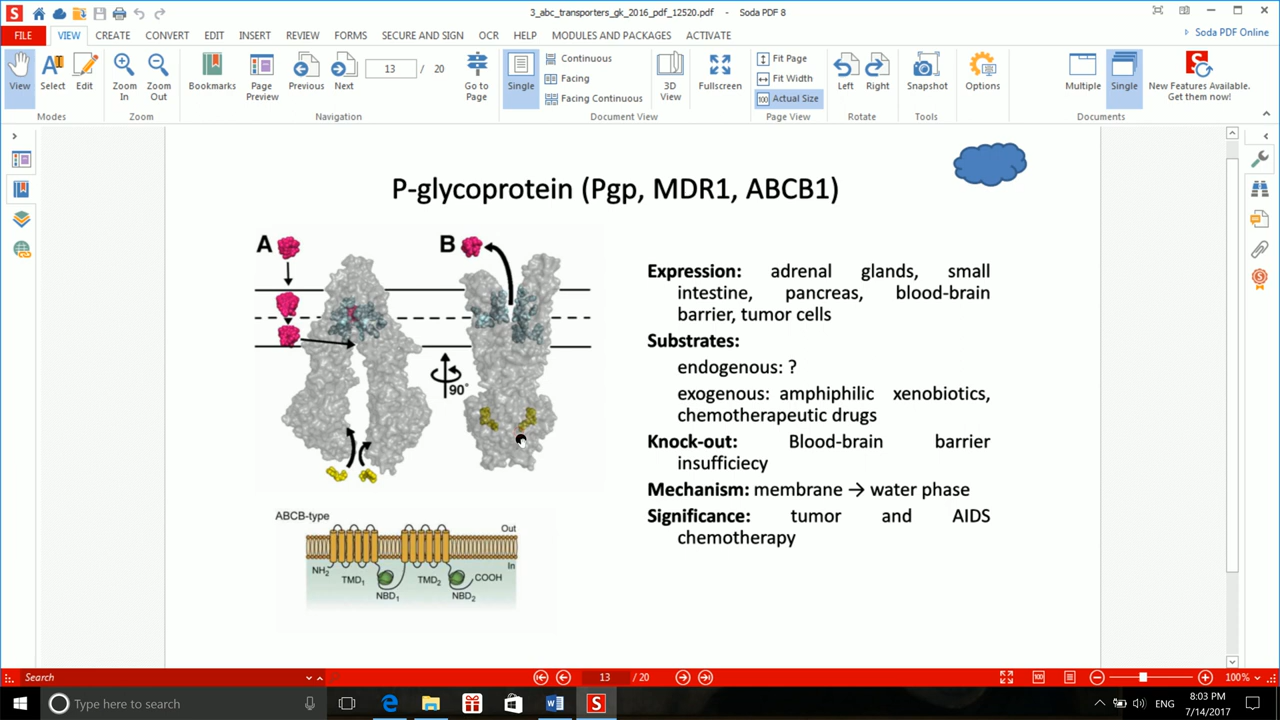 3_abc_transporters_gk_2016_pdf_12520.pdf - Soda PDF 8
FILE VIEW CREATE CONVERT EDIT INSERT REVIEW FORMS SECURE AND SIGN OCR HELP MODULES AND PACKAGES ACTIVATE
Soda PDF Online
View Select Edit
Modes
Zoom In Zoom Out
Zoom
Bookmarks Page Preview Previous Next 13 / 20 Go to Page
Navigation
Single Continuous Facing Facing Continuous 3D View Fullscreen
Document View
Fit Page
Fit Width
100 Actual Size
Page View
Left Right
Rotate
Snapshot
Tools
Options
Multiple Single
Documents
New Features Available.
Get them now!
P-glycoprotein (Pgp, MDR1, ABCB1)
A B
90°
Expression: adrenal glands, small
intestine, pancreas, blood-brain
barrier, tumor cells
Substrates:
endogenous: ?
exogenous: amphiphilic xenobiotics,
chemotherapeutic drugs
Knock-out: Blood-brain barrier
insufficiecy
Mechanism: membrane → water phase
Significance: tumor and AIDS
chemotherapy
ABCB-type
Out
In
NH2
TMD1
NBD1
TMD2
NBD2
COOH
Search
13 / 20
100
100%
Type here to search
ENG
8:03 PM
7/14/2017